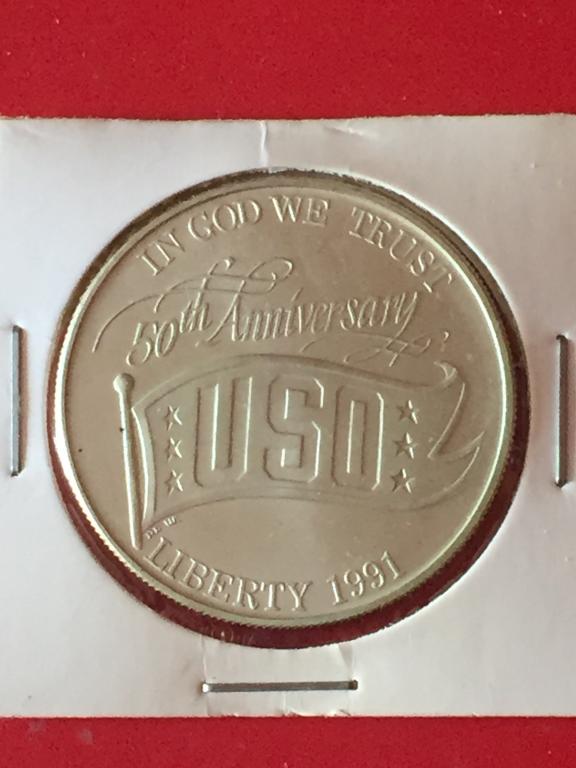 IN GOD WE TRUST
50th Anniversary
USO
LIBERTY 1991